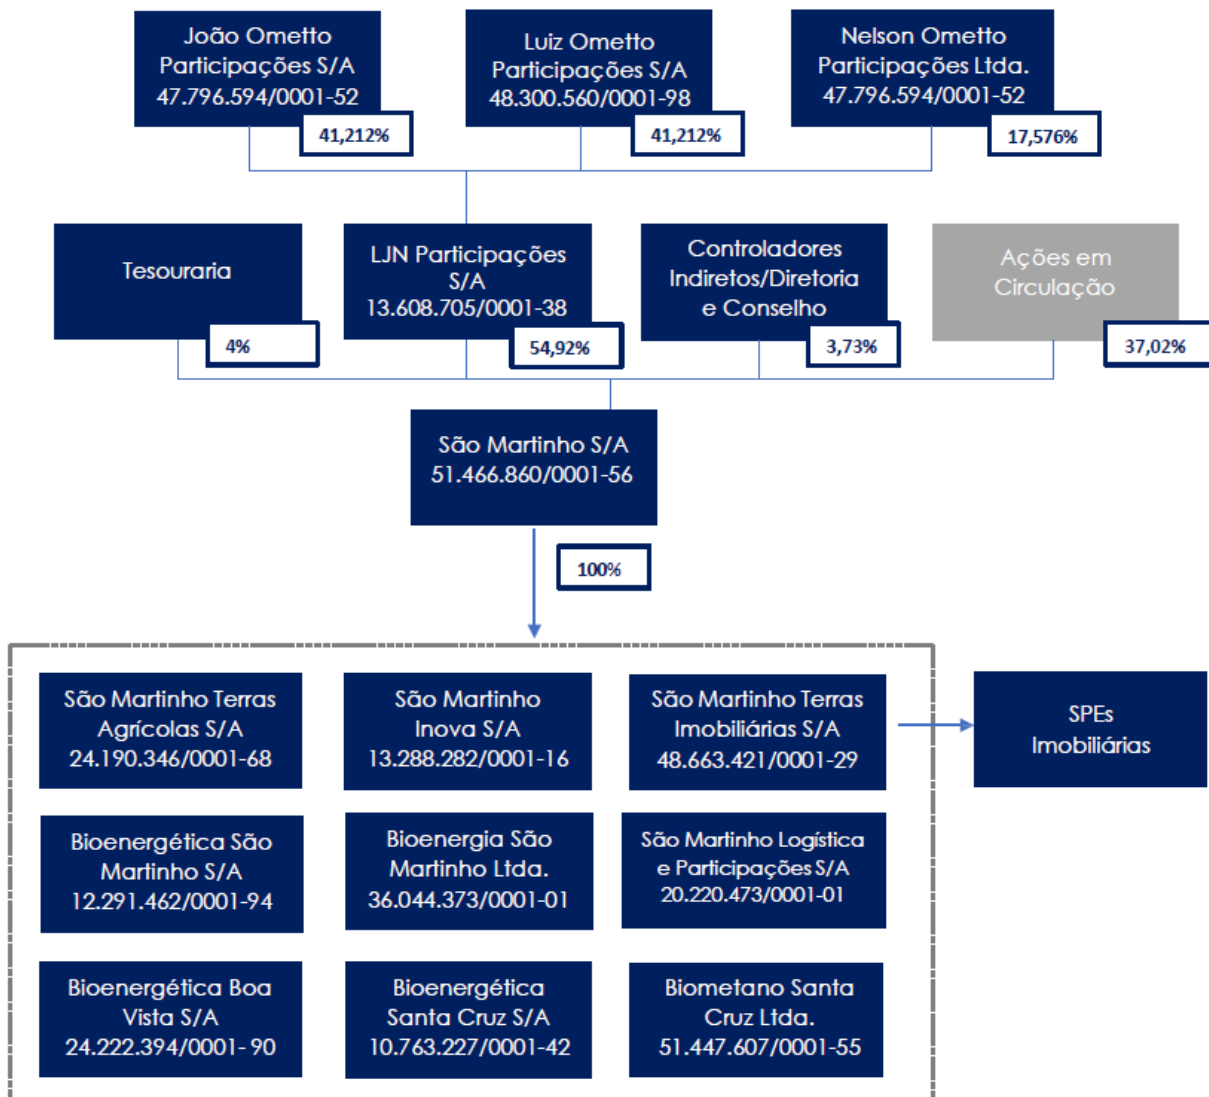 João Ometto
Participações S/A
47.796.594/0001-52
41,212%
Luiz Ometto
Participações S/A
48.300.560/0001-98
41,212%
Nelson Ometto
Participações Ltda.
47.796.594/0001-52
17,576%
Tesouraria
4%
LJN Participações
S/A
13.608.705/0001-38
54,92%
Controladores
Indiretos/Diretoria
e Conselho
3,73%
Ações em
Circulação
37,02%
São Martinho S/A
51.466.860/0001-56
100%
São Martinho Terras
Agrícolas S/A
24.190.346/0001-68
São Martinho
Inova S/A
13.288.282/0001-16
São Martinho Terras
Imobiliárias S/A
48.663.421/0001-29
SPEs
Imobiliárias
Bioenergética São
Martinho S/A
12.291.462/0001-94
Bioenergia São
Martinho Ltda.
36.044.373/0001-01
São Martinho Logística
e Participações S/A
20.220.473/0001-01
Bioenergética Boa
Vista S/A
24.222.394/0001- 90
Bioenergética
Santa Cruz S/A
10.763.227/0001-42
Biometano Santa
Cruz Ltda.
51.447.607/0001-55